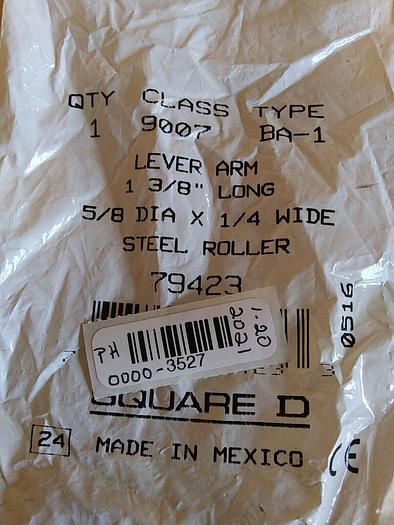 QTY CLASS TYPE
1 9007 BA-1
LEVER ARM
1 3/8" LONG
5/8 DIA X 1/4 WIDE
STEEL ROLLER
79423
0516
PH
0000-3527
SQUARE D
24 MADE IN MEXICO CE